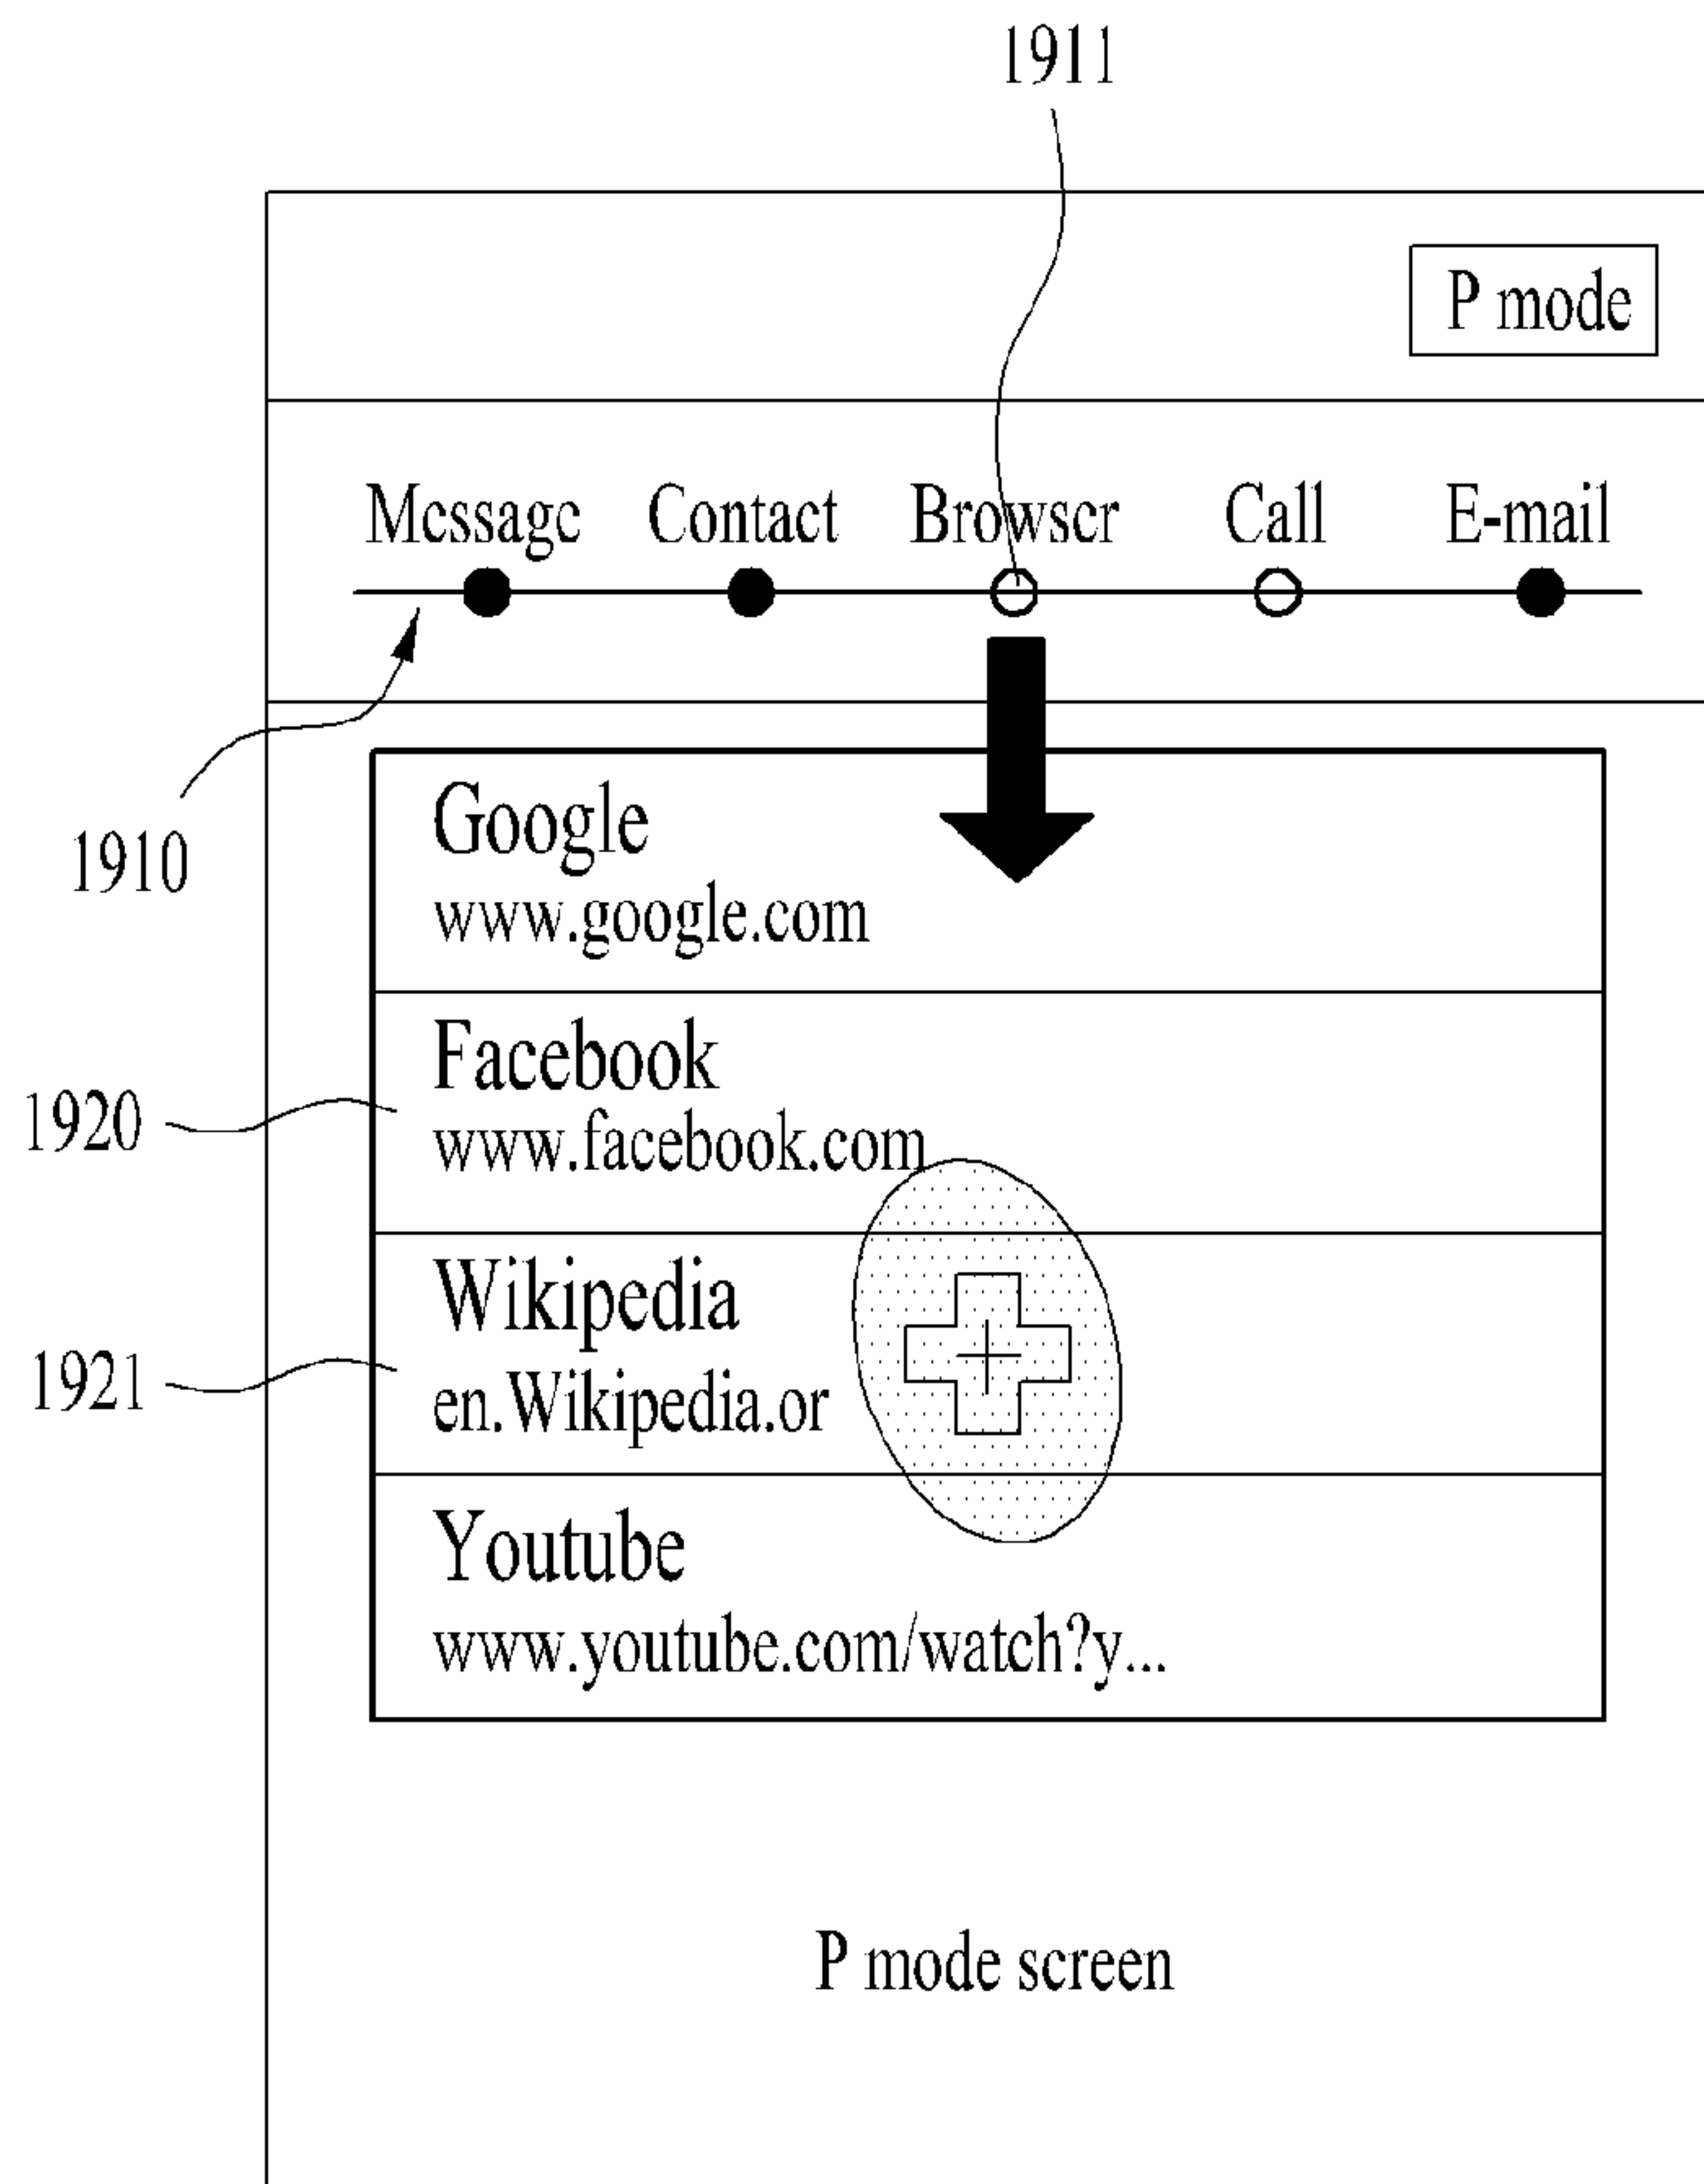 1911
P mode
Message Contact Browser Call E-mail
1910
Google
www.google.com
1920
Facebook
www.facebook.com
1921
Wikipedia
en.Wikipedia.or
Youtube
www.youtube.com/watch?y...
P mode screen